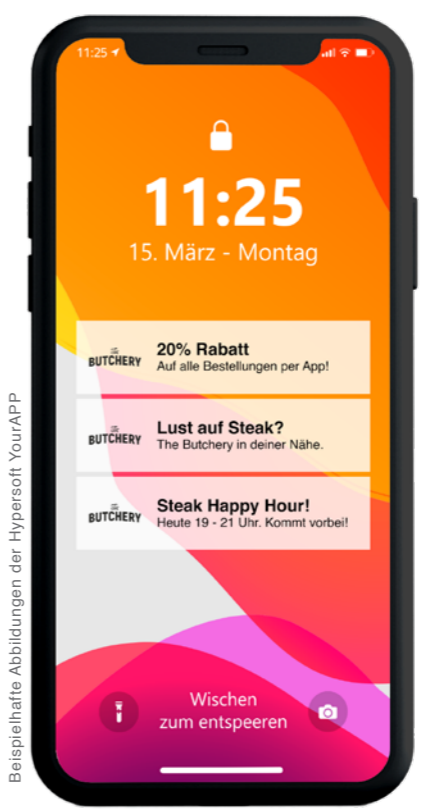 11:25
11:25
15. März - Montag
BUTCHERY
20% Rabatt
Auf alle Bestellungen per App!
BUTCHERY
Lust auf Steak?
The Butchery in deiner Nähe.
BUTCHERY
Steak Happy Hour!
Heute 19 - 21 Uhr. Kommt vorbei!
Wischen
zum entspeeren
Beispielhafte Abbildungen der Hypersoft YourAPP